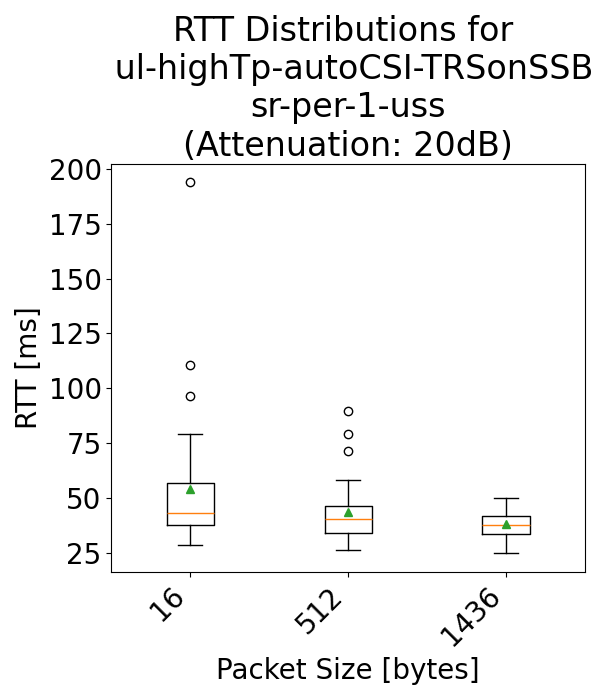 RTT Distributions for
ul-highTp-autoCSI-TRSonSSB
sr-per-1-uss
(Attenuation: 20dB)
200
175
150
125
100
75
50
25
RTT [ms]
16
512
1436
Packet Size [bytes]